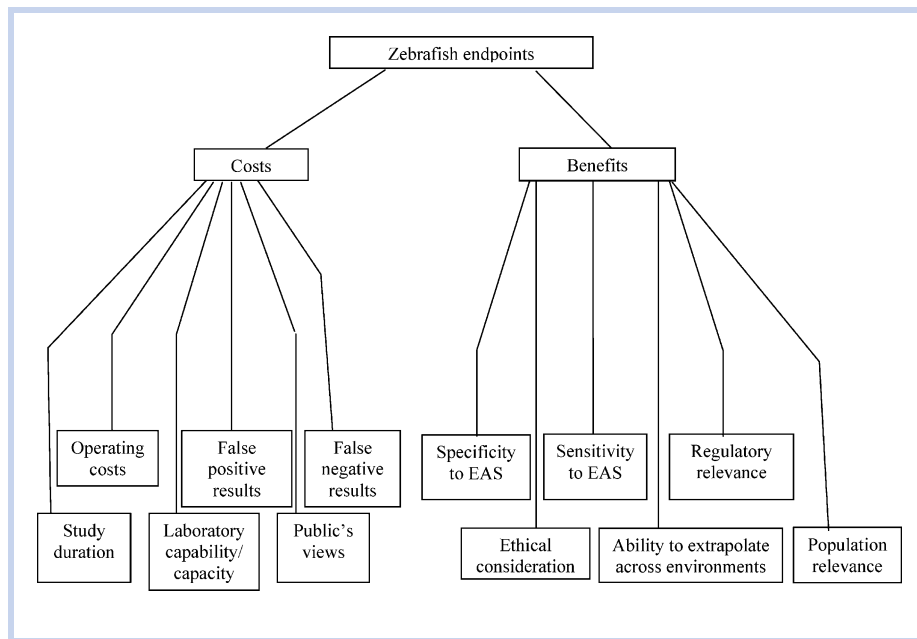 Zebrafish endpoints
Costs
Benefits
Operating
costs
False
positive
results
False
negative
results
Specificity
to EAS
Sensitivity
to EAS
Regulatory
relevance
Study
duration
Laboratory
capability/
capacity
Public's
views
Ethical
consideration
Ability to extrapolate
across environments
Population
relevance